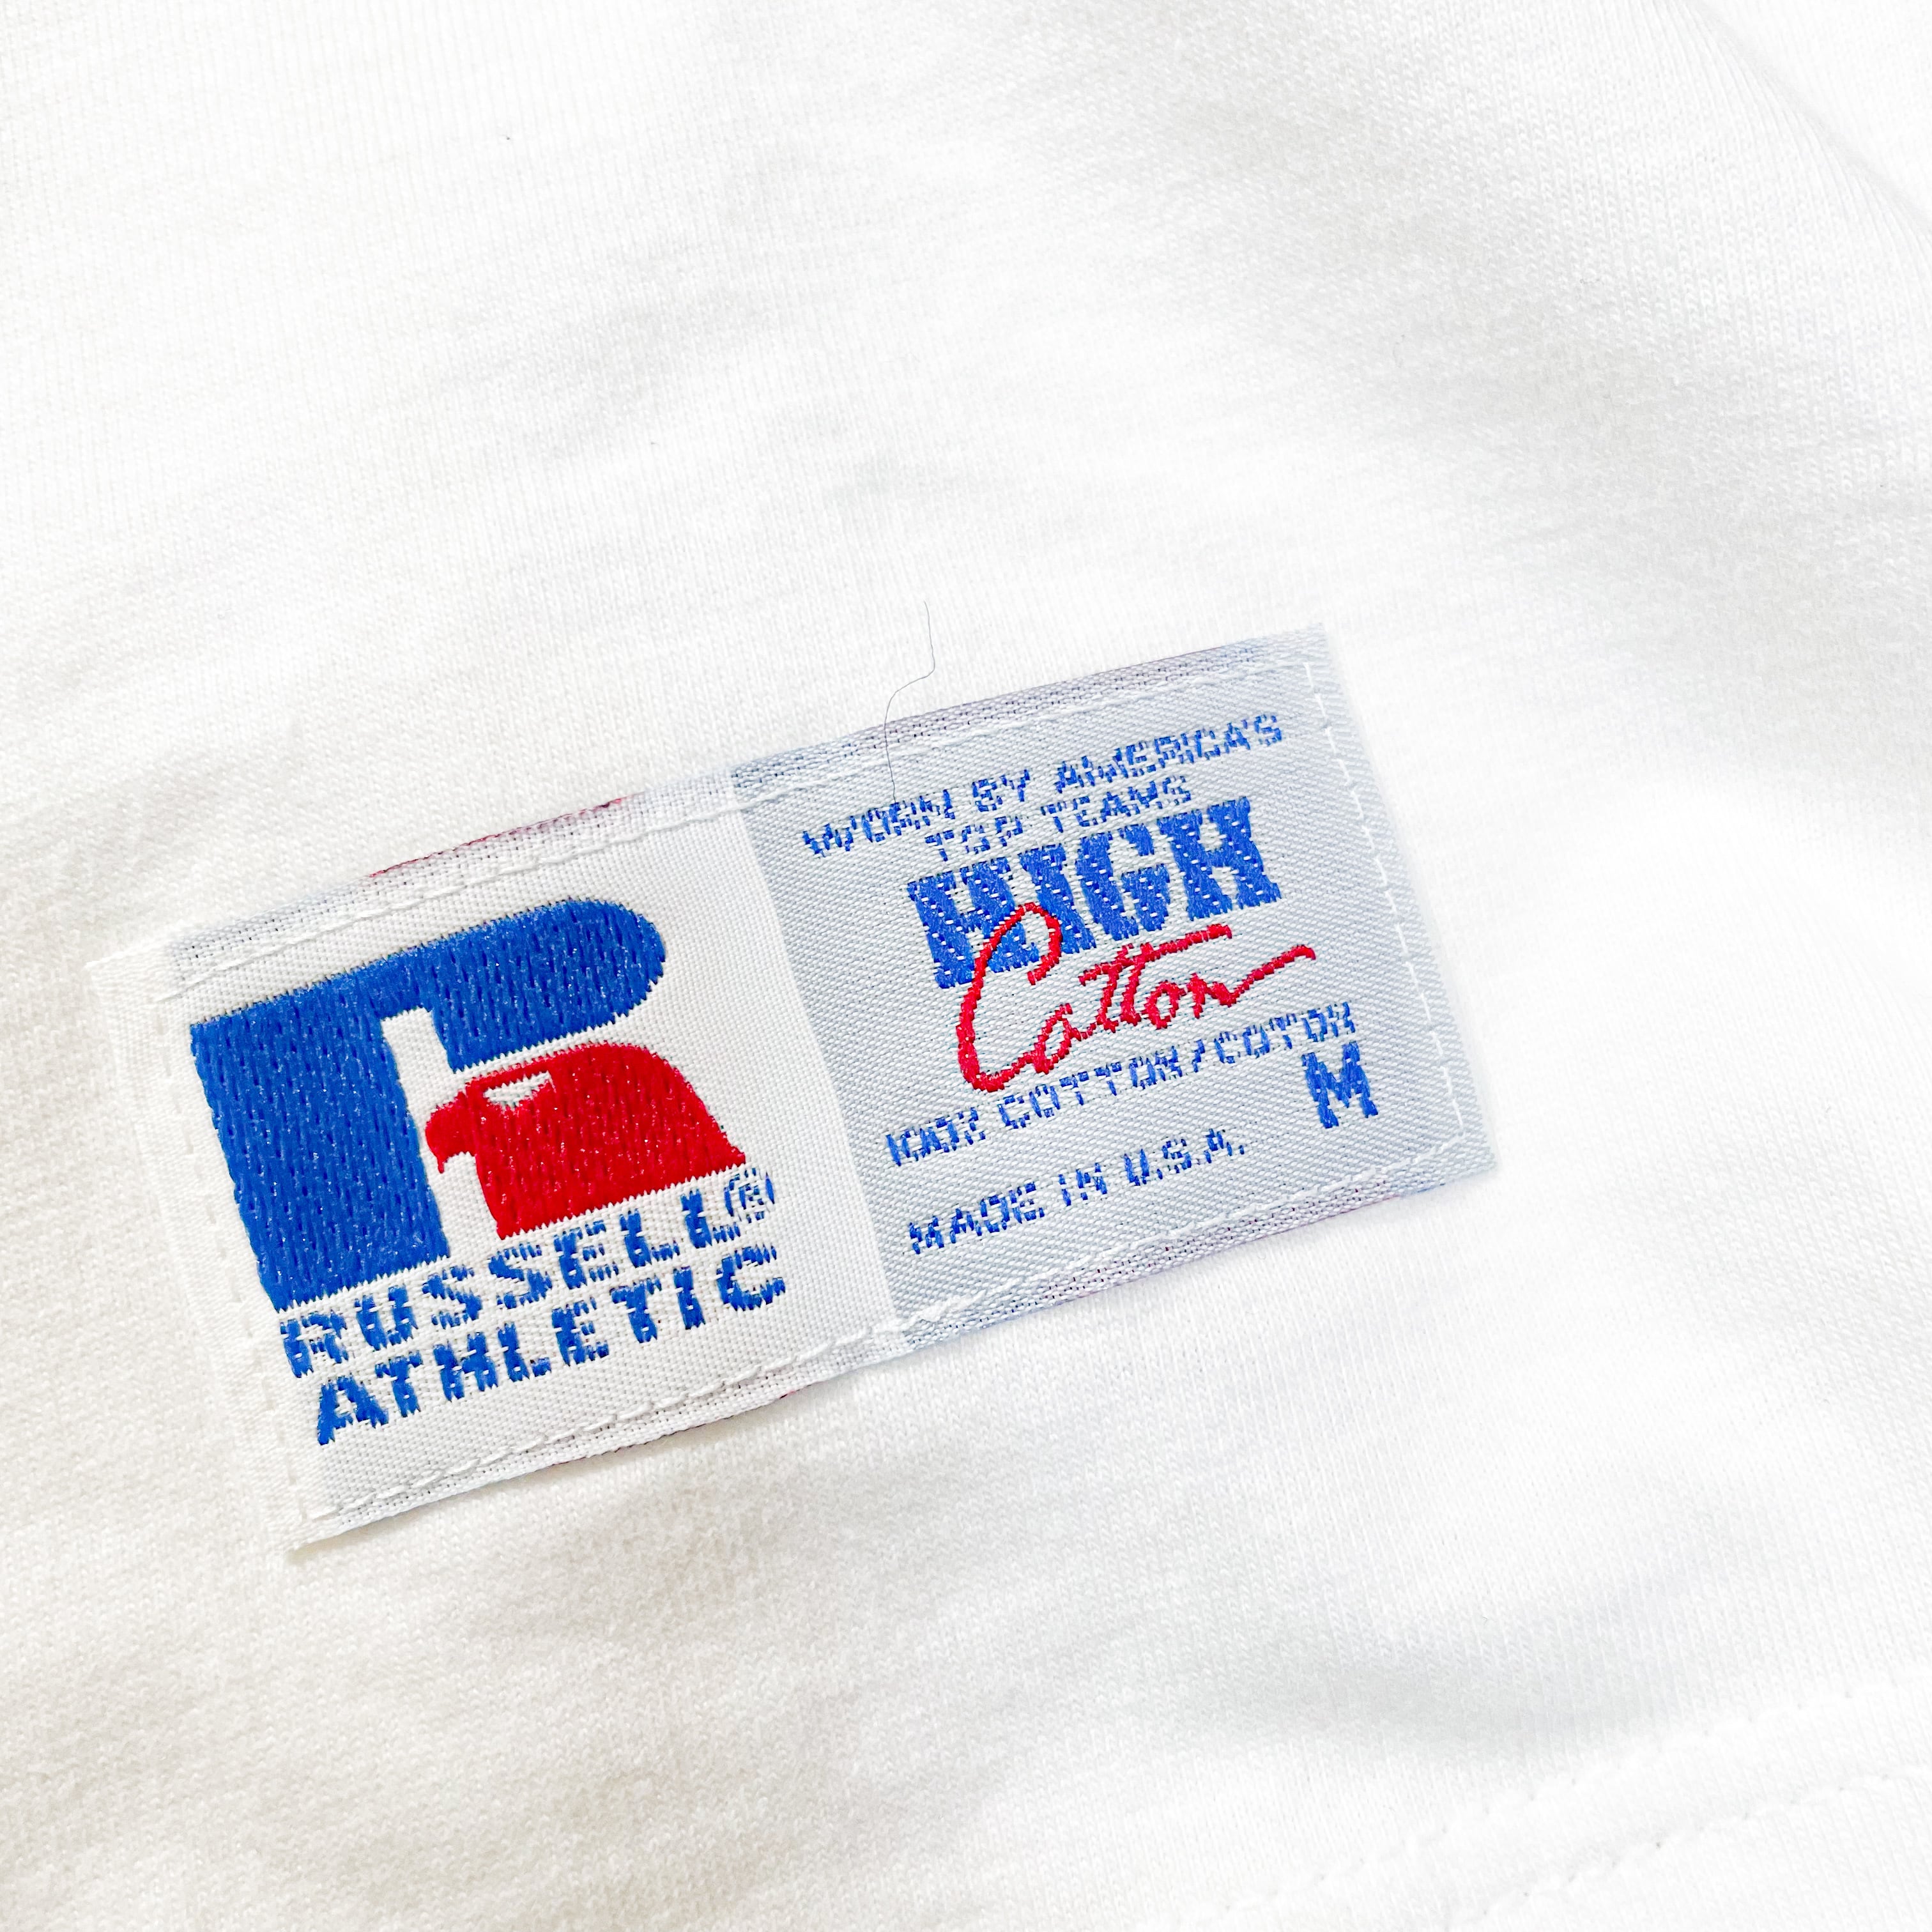 RUSSELL®
ATHLETIC
WORN BY AMERICA'S
TOP TEAMS
HIGH
Cotton
100% COTTON/COTON
M
MADE IN U.S.A.